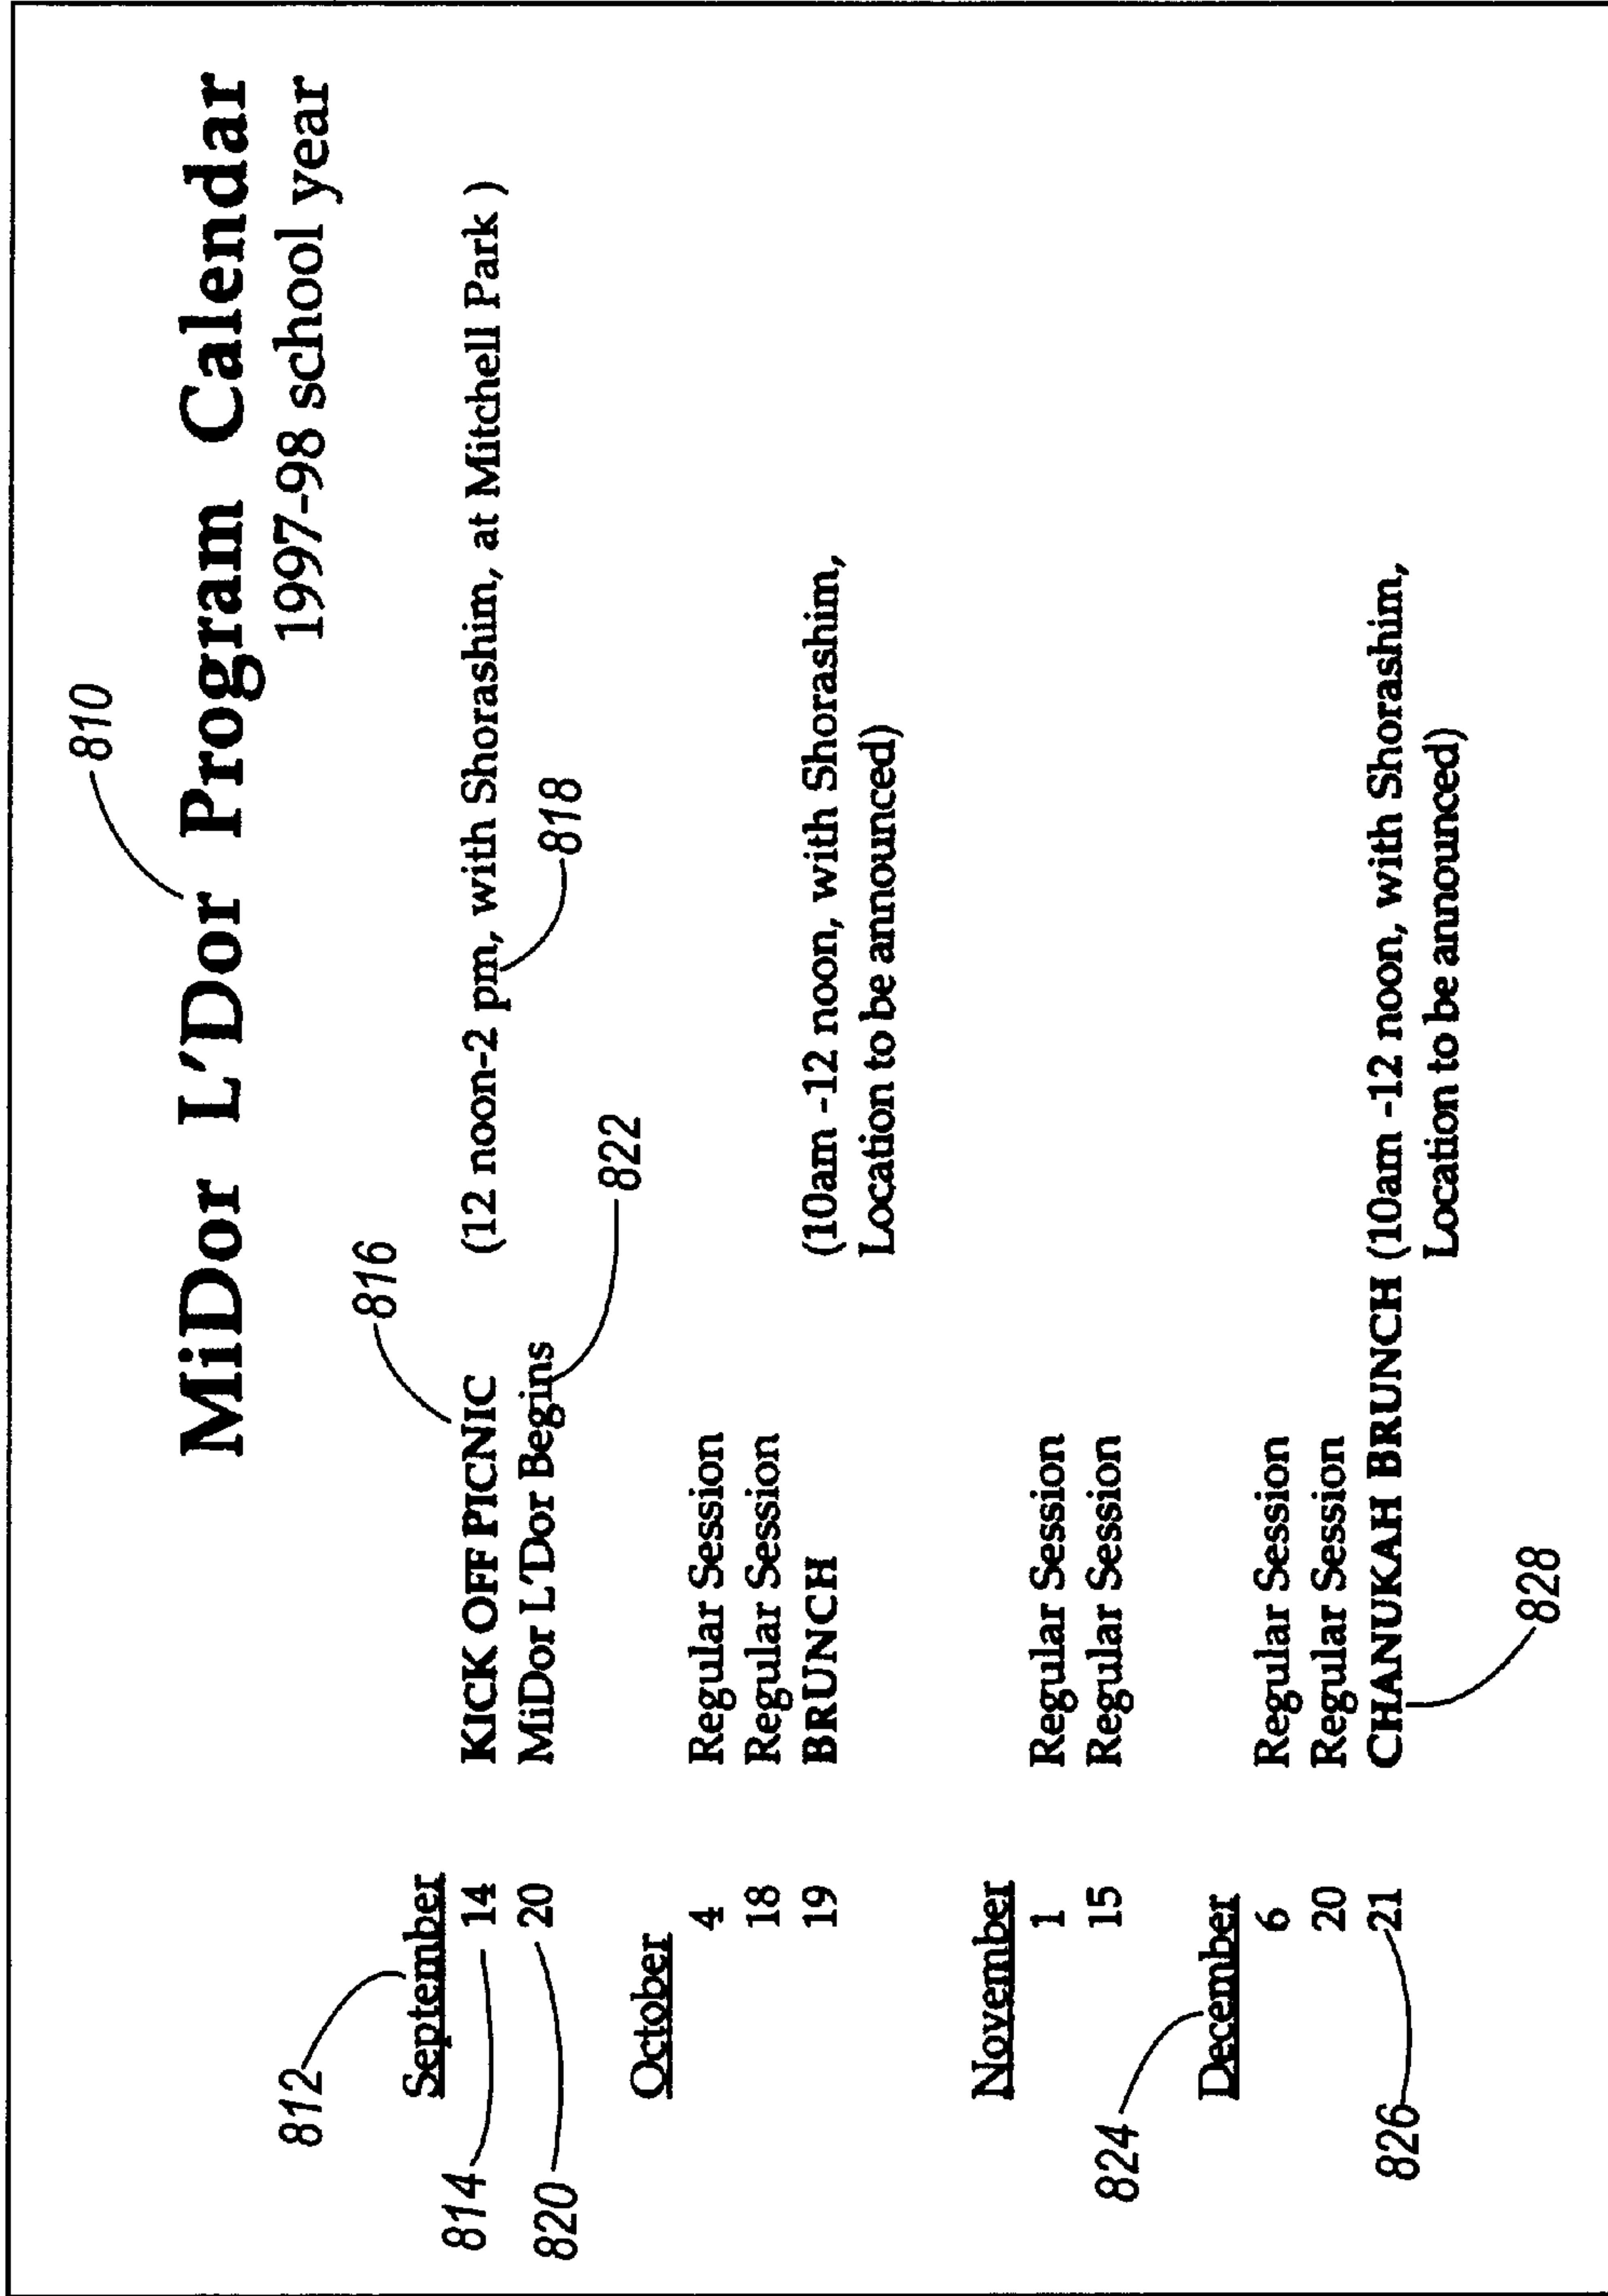 810
MiDor L'Dor Program Calendar
1997-98 school year
812
816
September
814 14 KICK OFF PICNIC (12 noon-2 pm, with Shorashim, at Mitchell Park )
820 20 MiDor L'Dor Begins
818
822
October
4 Regular Session
18 Regular Session
19 BRUNCH (10am -12 noon, with Shorashim,
Location to be announced)
November
1 Regular Session
15 Regular Session
824
December
6 Regular Session
20 Regular Session
826 21 CHANUKAH BRUNCH (10am -12 noon, with Shorashim,
Location to be announced)
828